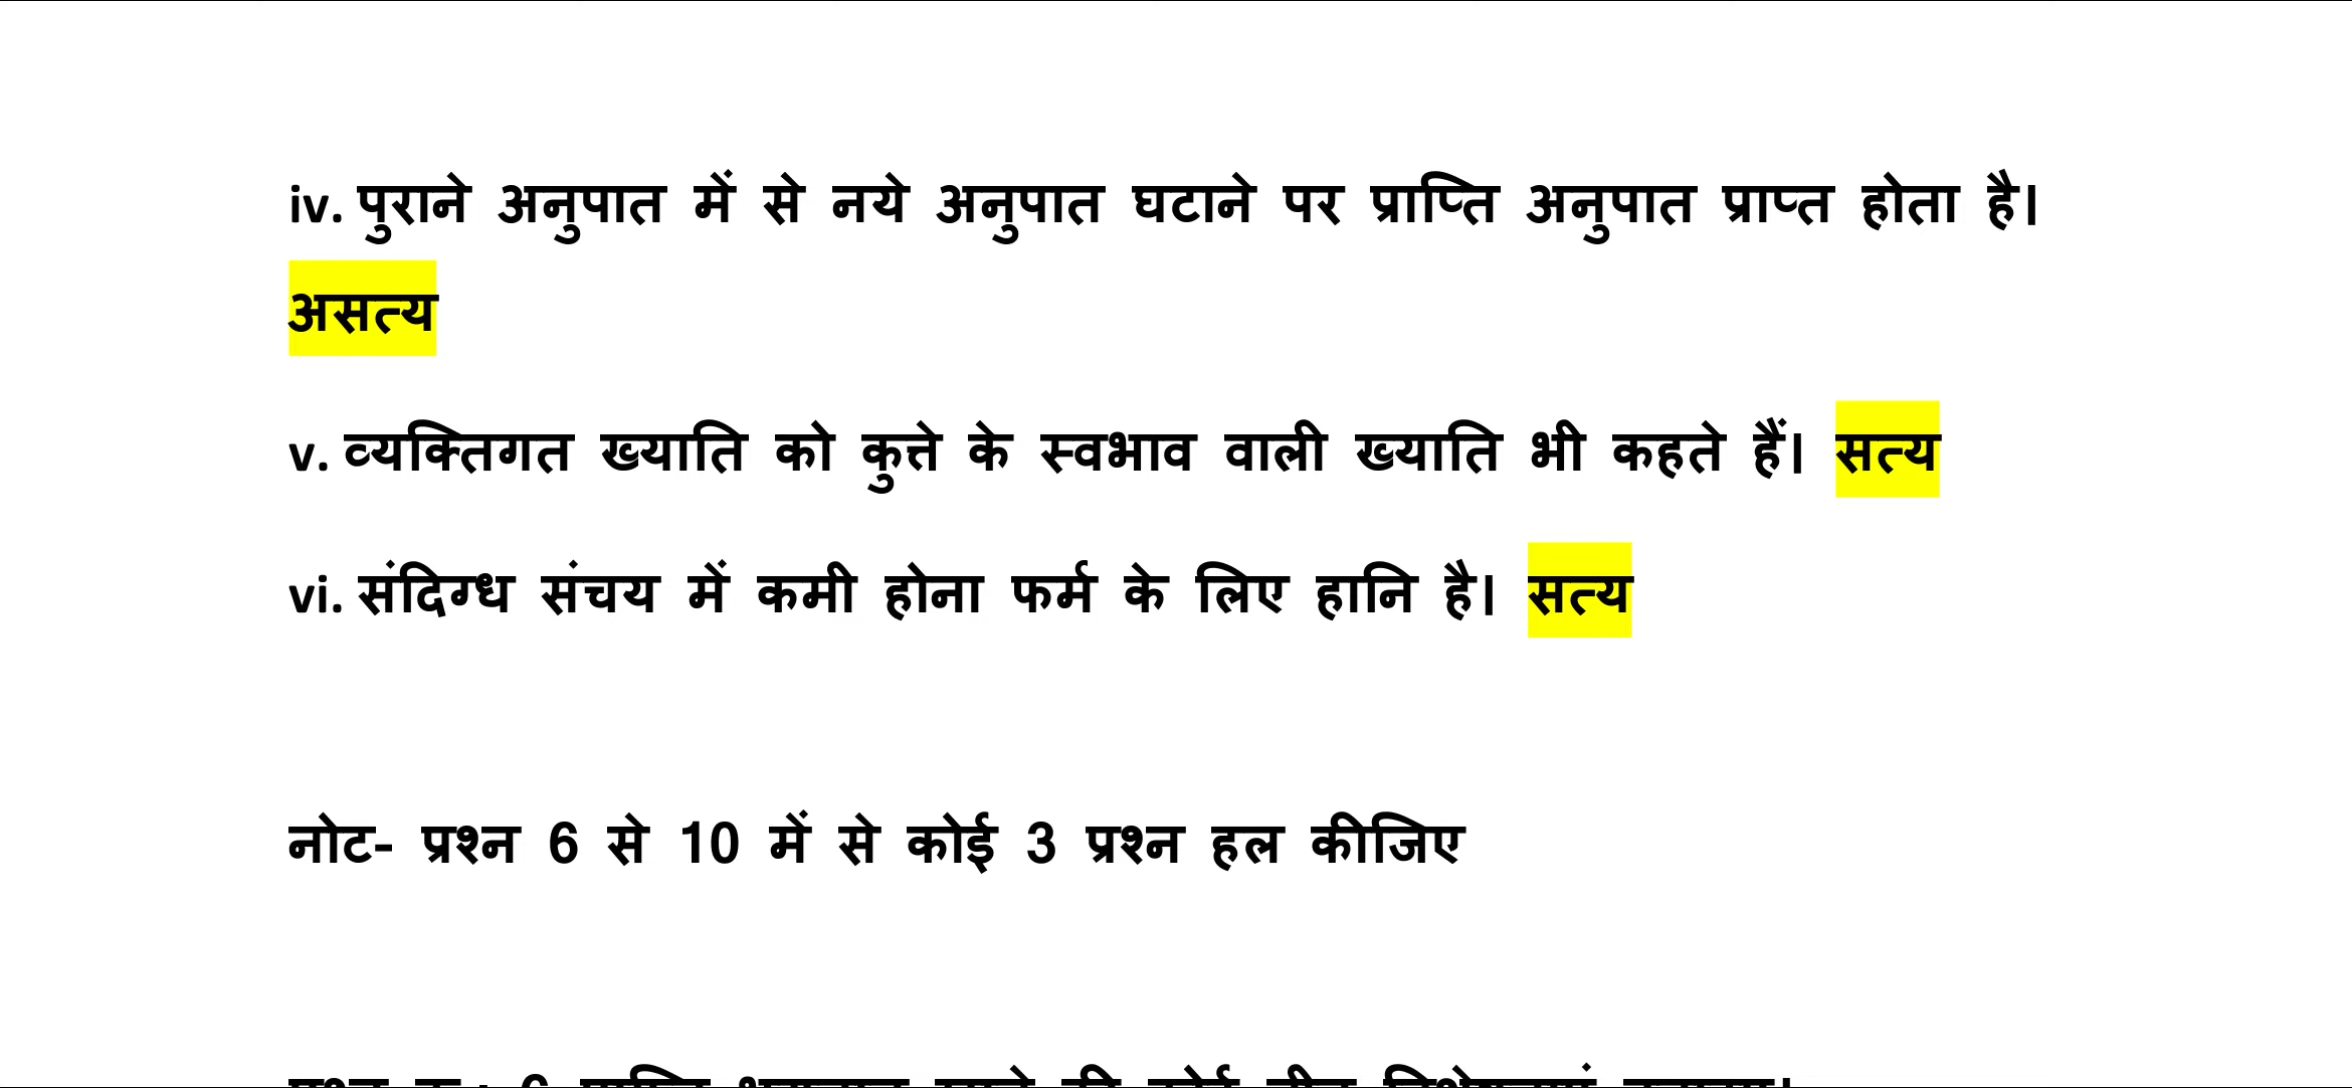 iv. पुराने अनुपात में से नये अनुपात घटाने पर प्राप्ति अनुपात प्राप्त होता है।
असत्य
v. व्यक्तिगत ख्याति को कुत्ते के स्वभाव वाली ख्याति भी कहते हैं। सत्य
vi. संदिग्ध संचय में कमी होना फर्म के लिए हानि है। सत्य
नोट- प्रश्न 6 से 10 में से कोई 3 प्रश्न हल कीजिए